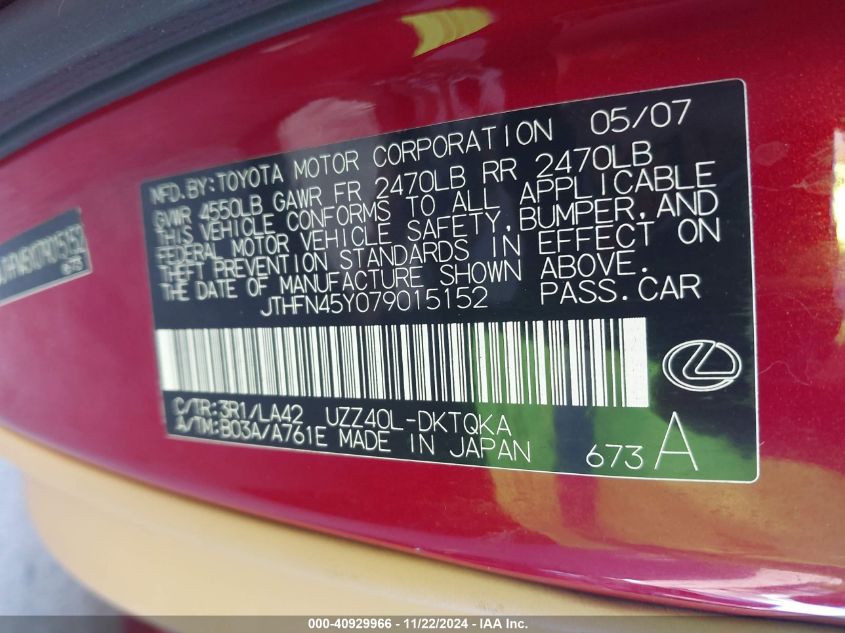 MFD.BY:TOYOTA MOTOR CORPORATION 05/07
GVWR 4550LB GAWR FR 2470LB RR 2470LB
THIS VEHICLE CONFORMS TO ALL APPLICABLE
FEDERAL MOTOR VEHICLE SAFETY,BUMPER,AND
THEFT PREVENTION STANDARDS IN EFFECT ON
THE DATE OF MANUFACTURE SHOWN ABOVE.
JTHFN45Y079015152 PASS.CAR
C/TR:3R1/LA42 UZZ40L-DKTQKA
A/TM:B03A/A761E MADE IN JAPAN
673 A
JTHFN45Y079015152
673
000-40929966 - 11/22/2024 - IAA Inc.